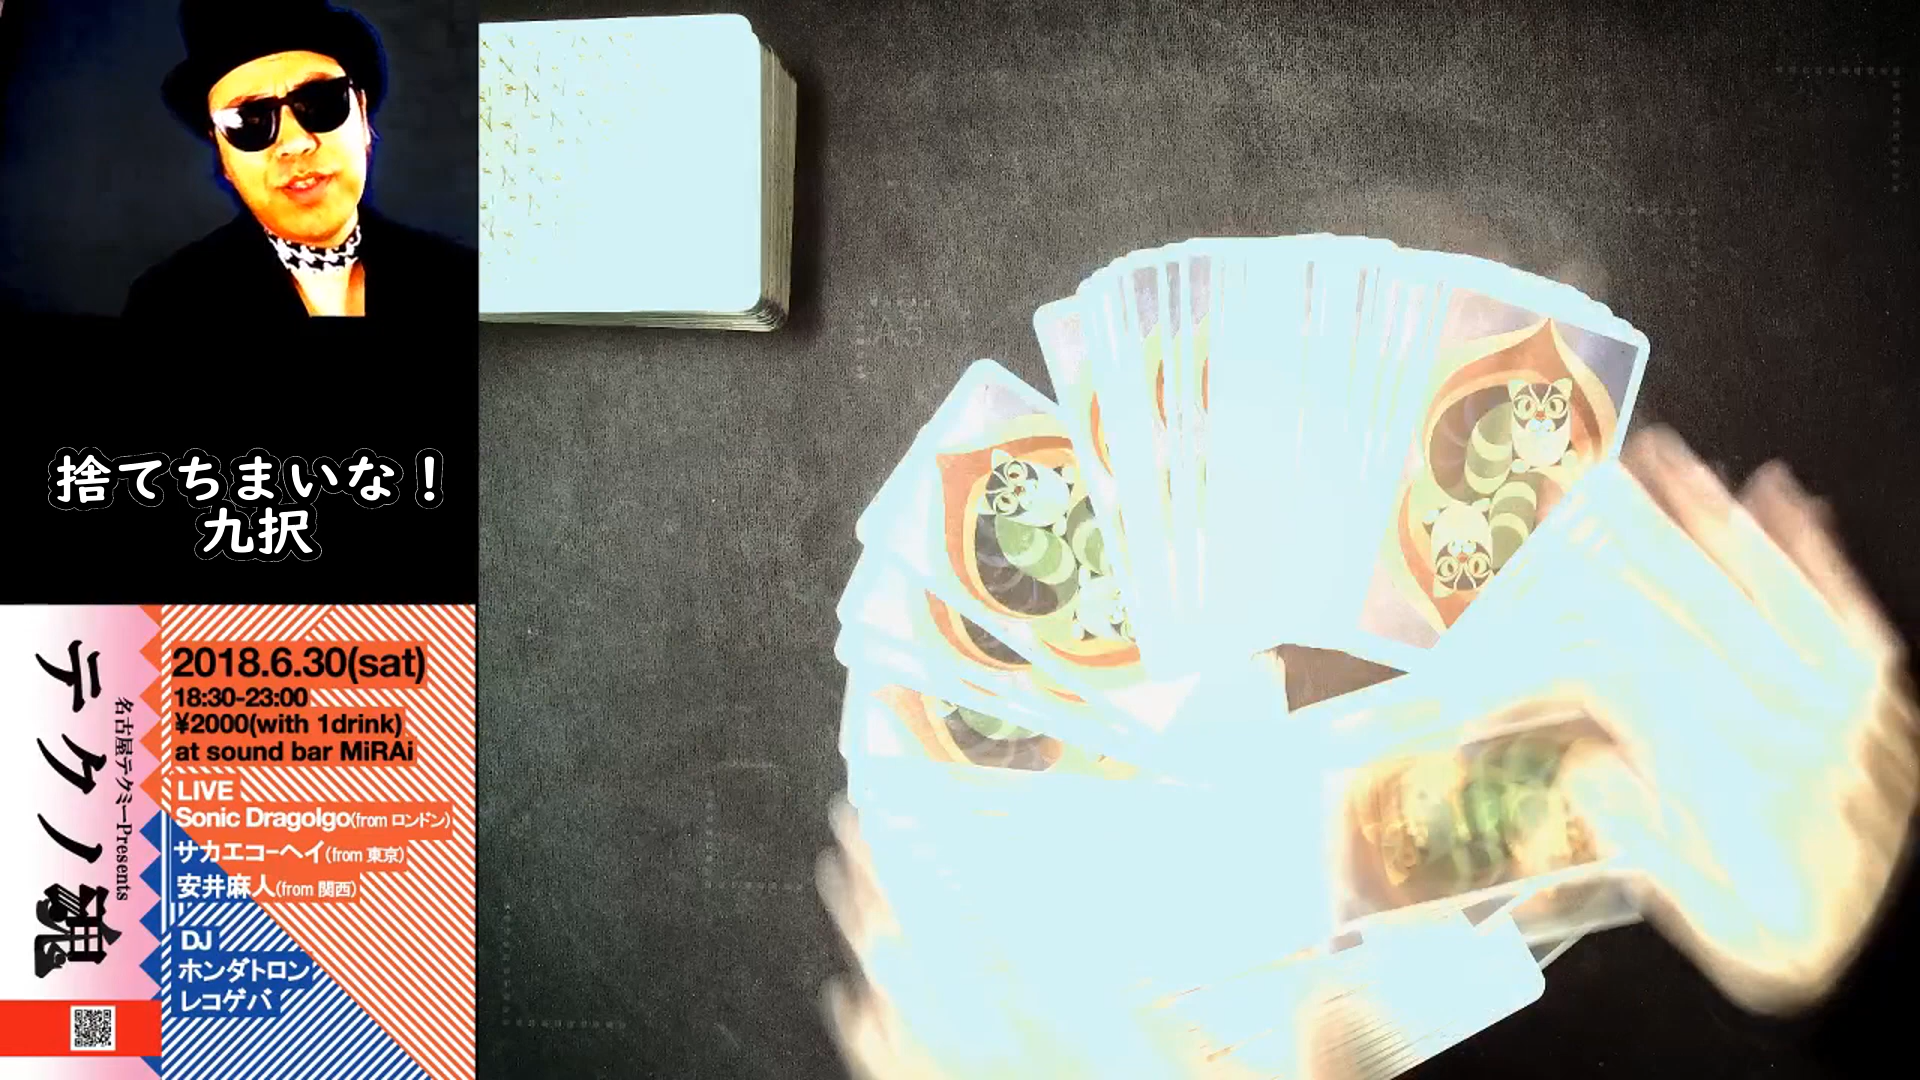 捨てちまいな！
九択
テクノ魂
名古屋テクミーPresents
2018.6.30(sat)
18:30-23:00
¥2000(with 1drink)
at sound bar MiRAi
LIVE
Sonic Dragolgo(from ロンドン)
サカエコーヘイ(from 東京)
安井麻人(from 関西)
DJ
ホンダトロン
レコゲバ
A5